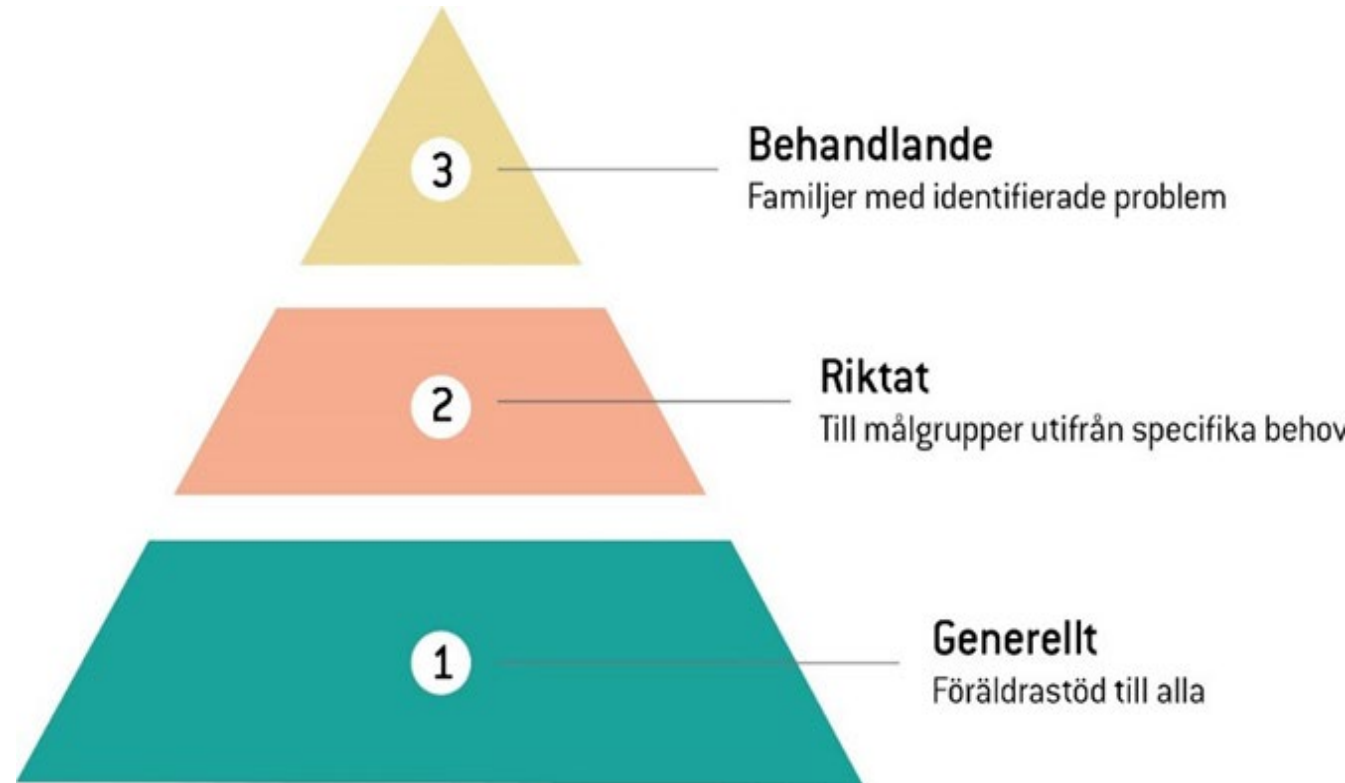 3
Behandlande
Familjer med identifierade problem
2
Riktat
Till målgrupper utifrån specifika behov
1
Generellt
Föräldrastöd till alla